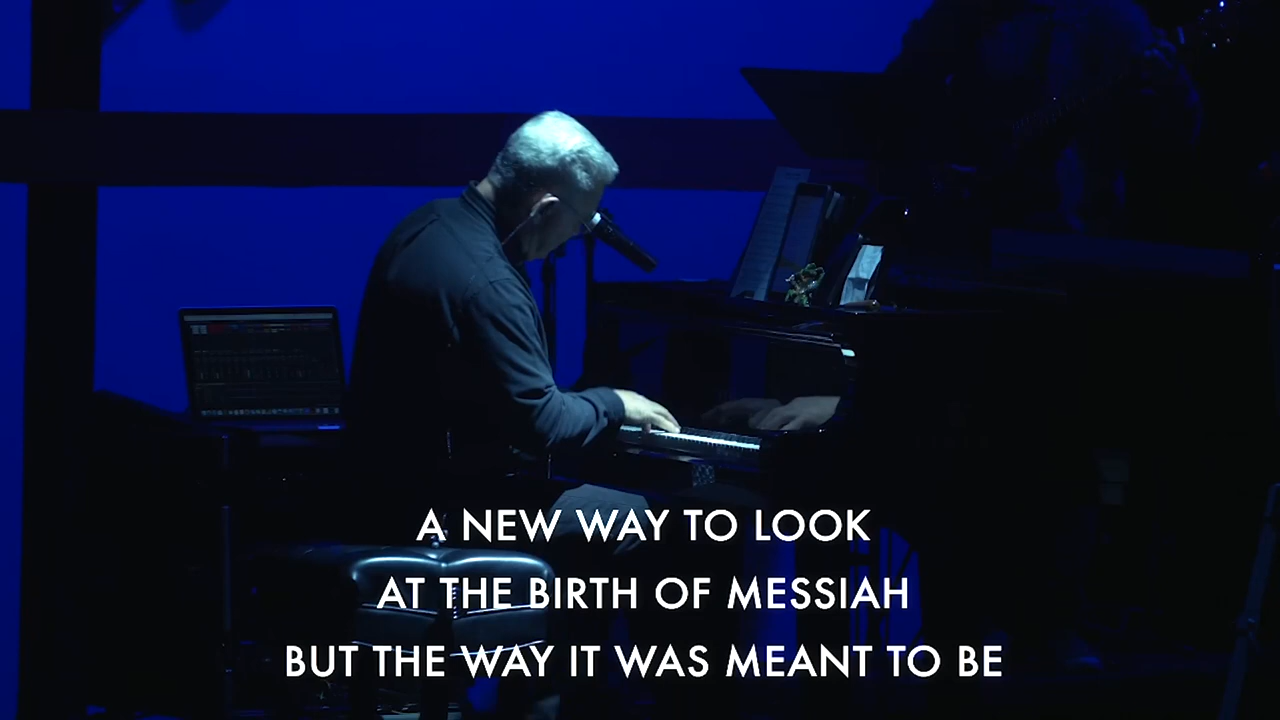 A NEW WAY TO LOOK
AT THE BIRTH OF MESSIAH
BUT THE WAY IT WAS MEANT TO BE